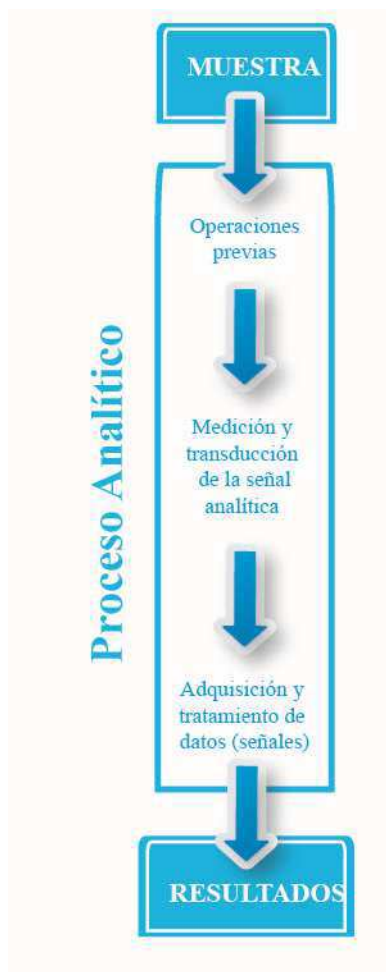 MUESTRA
Proceso Analítico
Operaciones
previas
Medición y
transducción
de la señal
analítica
Adquisición y
tratamiento de
datos (señales)
RESULTADOS